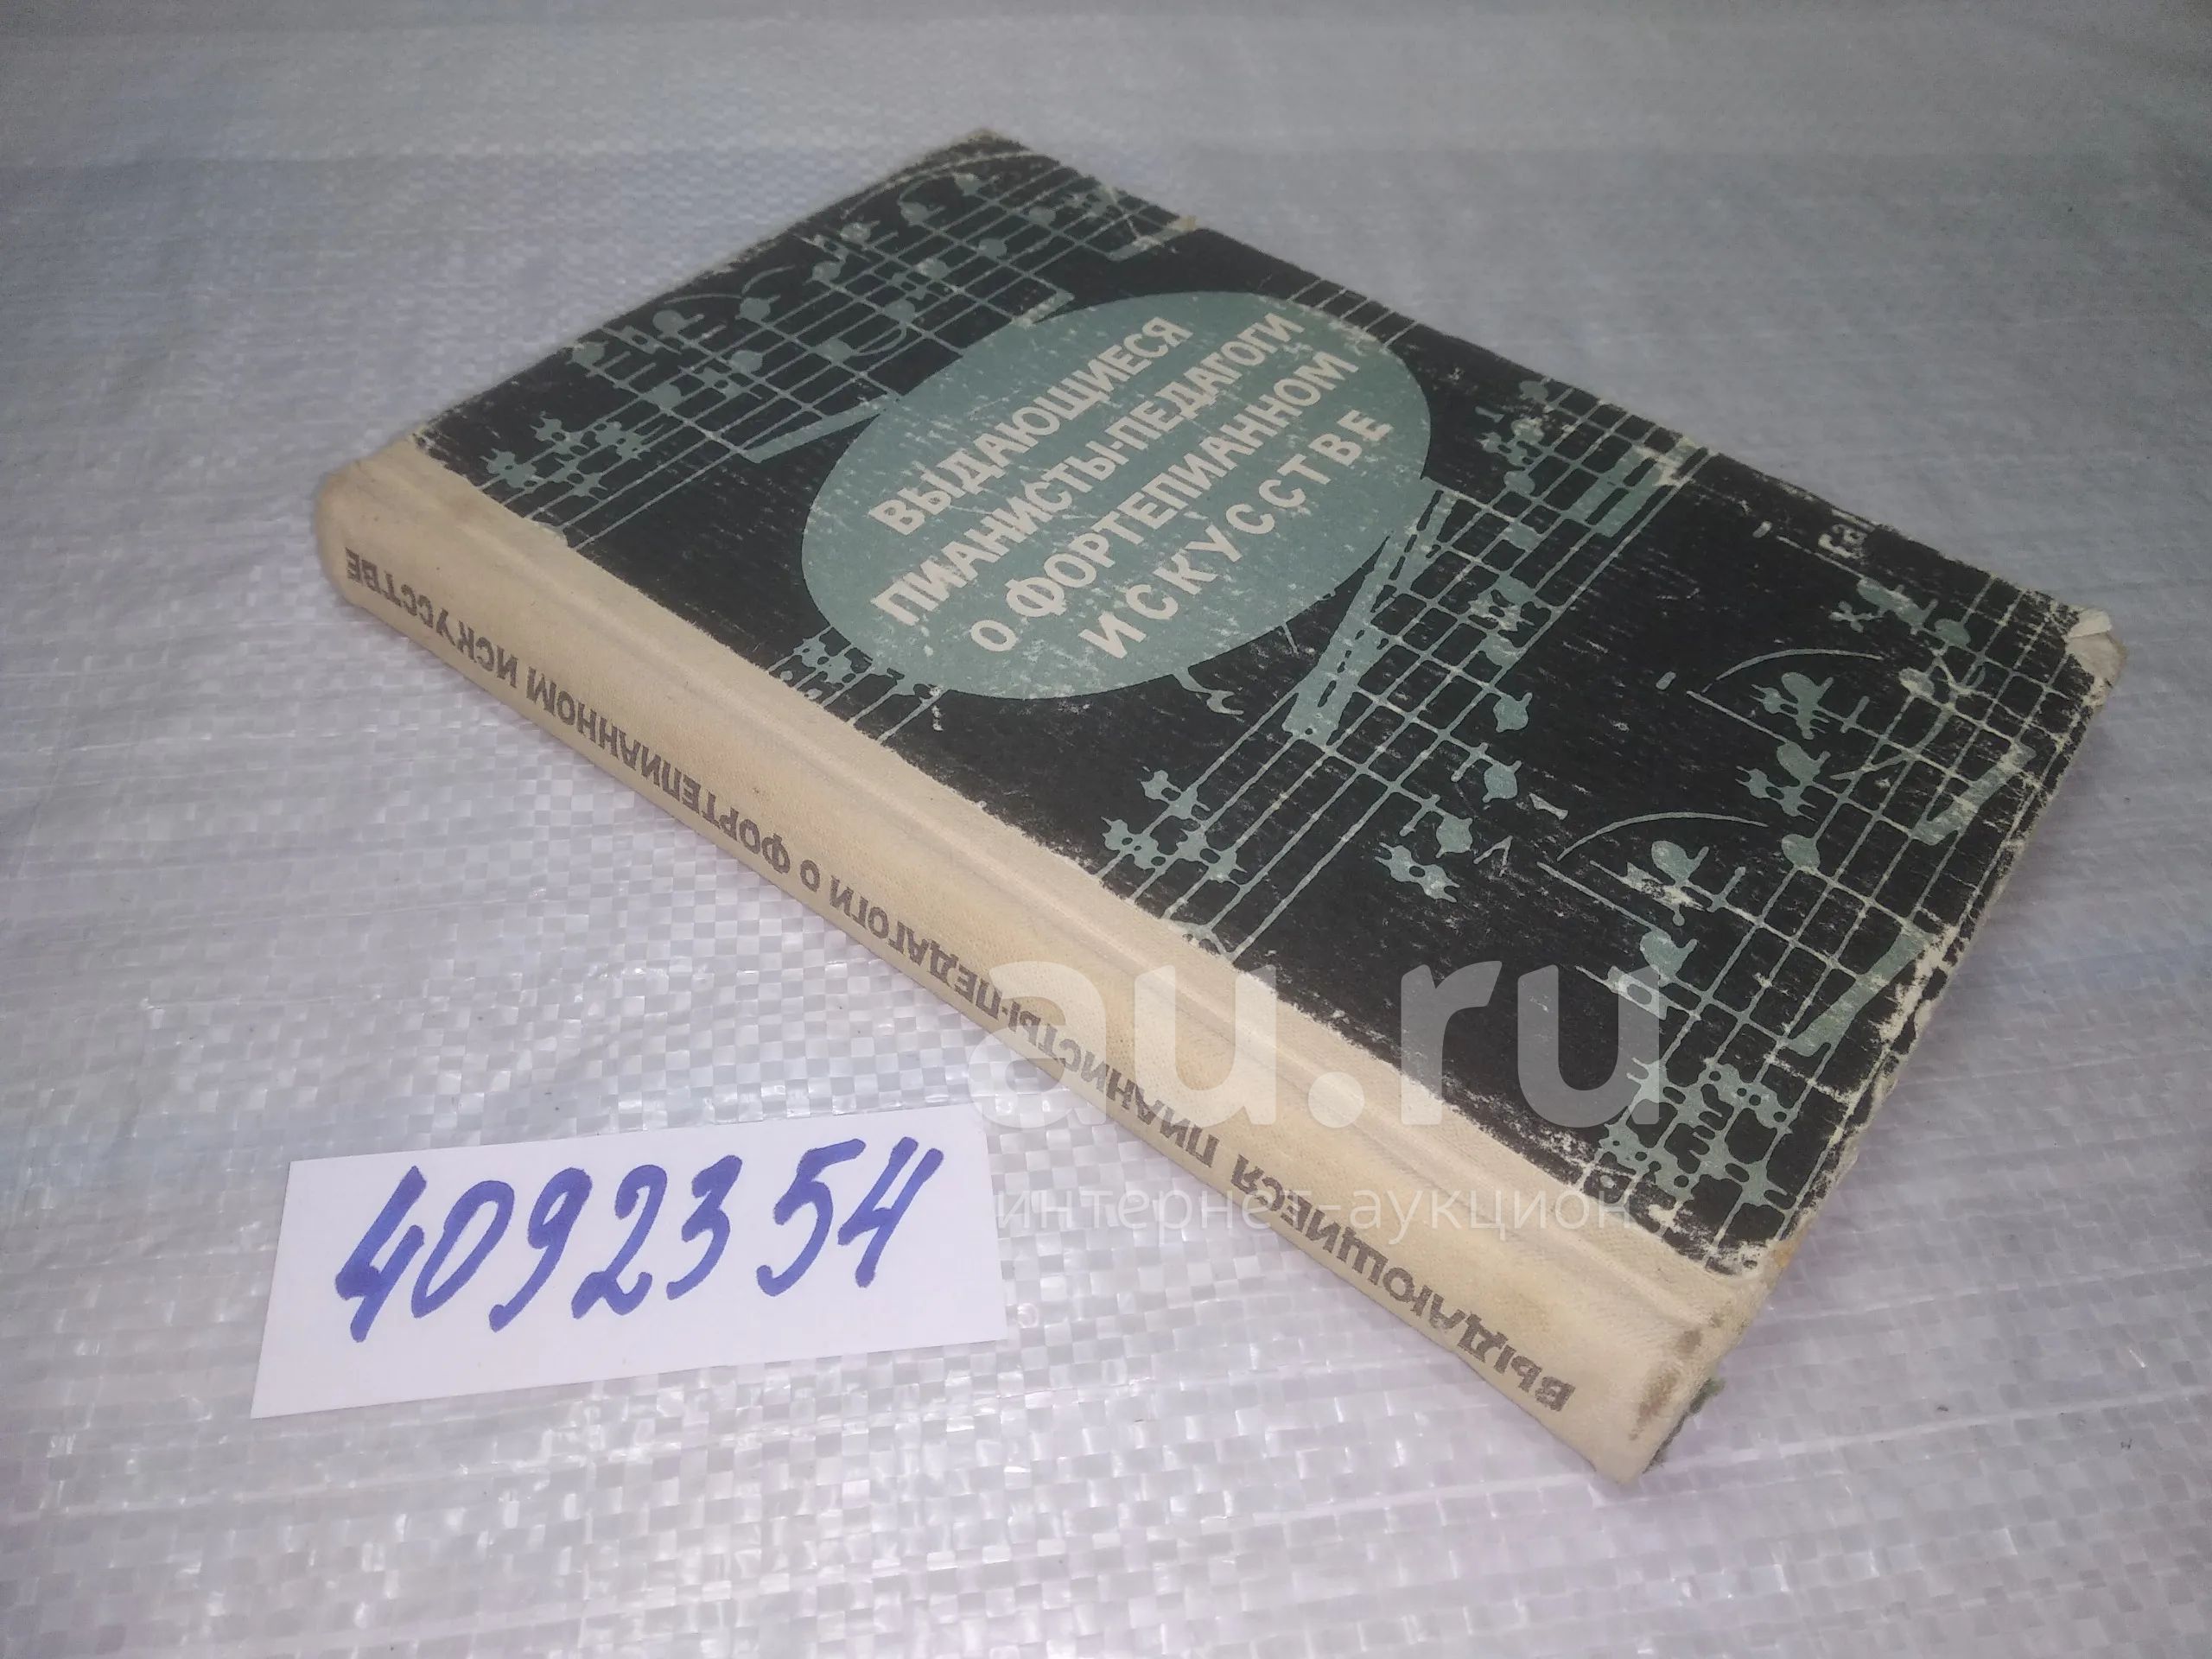 ВЫДАЮЩИЕСЯ
ПИАНИСТЫ-ПЕДАГОГИ
О ФОРТЕПИАННОМ
ИСКУССТВЕ
ВЫДАЮЩИЕСЯ ПИАНИСТЫ-ПЕДАГОГИ О ФОРТЕПИАННОМ ИСКУССТВЕ
au.ru
интернет-аукцион
4092354